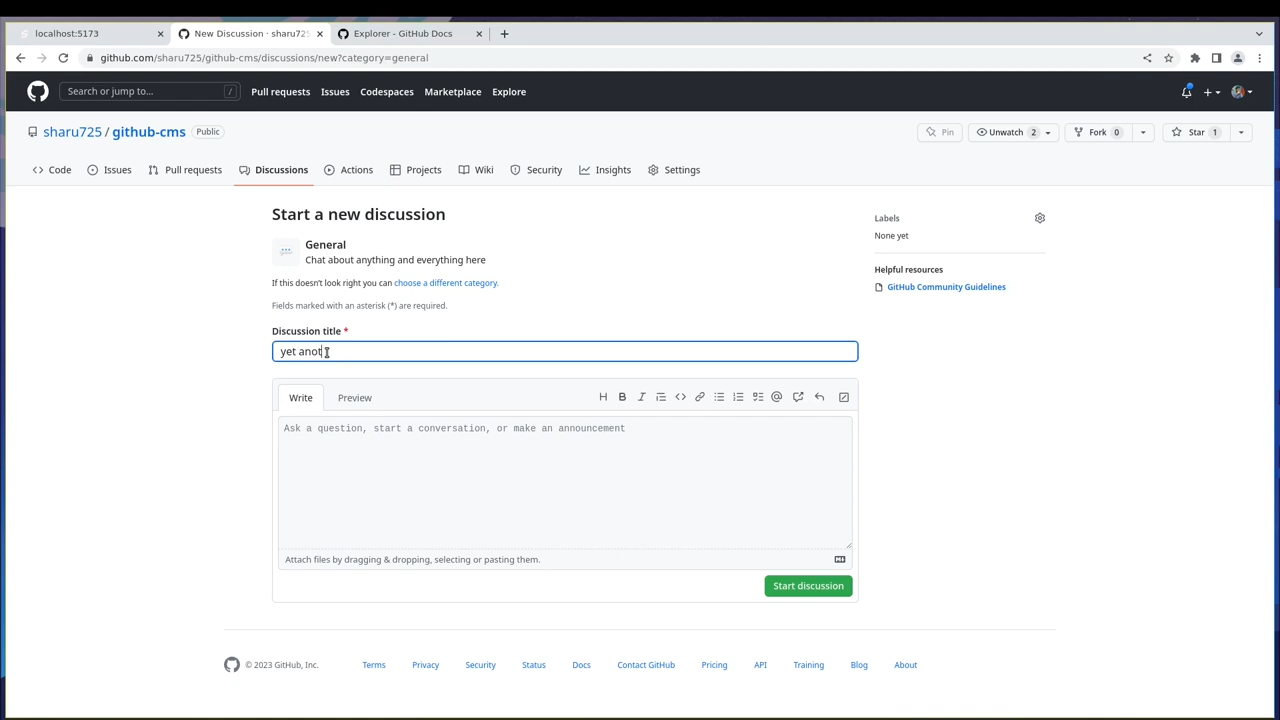 localhost:5173
New Discussion · sharu725
Explorer - GitHub Docs
github.com/sharu725/github-cms/discussions/new?category=general
Search or jump to...
/
Pull requests
Issues
Codespaces
Marketplace
Explore
sharu725 / github-cms
Public
Pin
Unwatch 2
Fork 0
Star 1
Code
Issues
Pull requests
Discussions
Actions
Projects
Wiki
Security
Insights
Settings
Start a new discussion
General
Chat about anything and everything here
If this doesn't look right you can choose a different category.
Fields marked with an asterisk (*) are required.
Discussion title *
yet anot
Write
Preview
Ask a question, start a conversation, or make an announcement
Attach files by dragging & dropping, selecting or pasting them.
Start discussion
Labels
None yet
Helpful resources
GitHub Community Guidelines
© 2023 GitHub, Inc.
Terms
Privacy
Security
Status
Docs
Contact GitHub
Pricing
API
Training
Blog
About